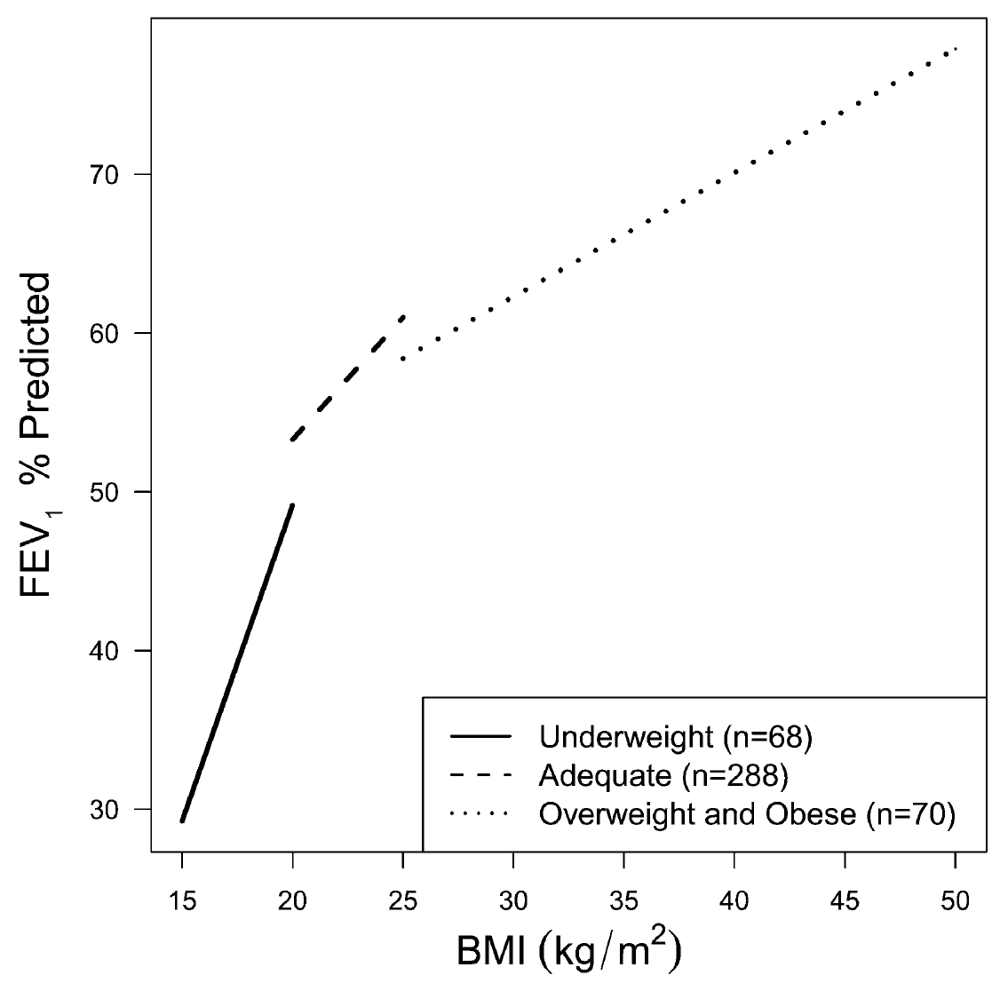 FEV1 % Predicted
70
60
50
40
30
Underweight (n=68)
Adequate (n=288)
Overweight and Obese (n=70)
15 20 25 30 35 40 45 50
BMI (kg/m²)